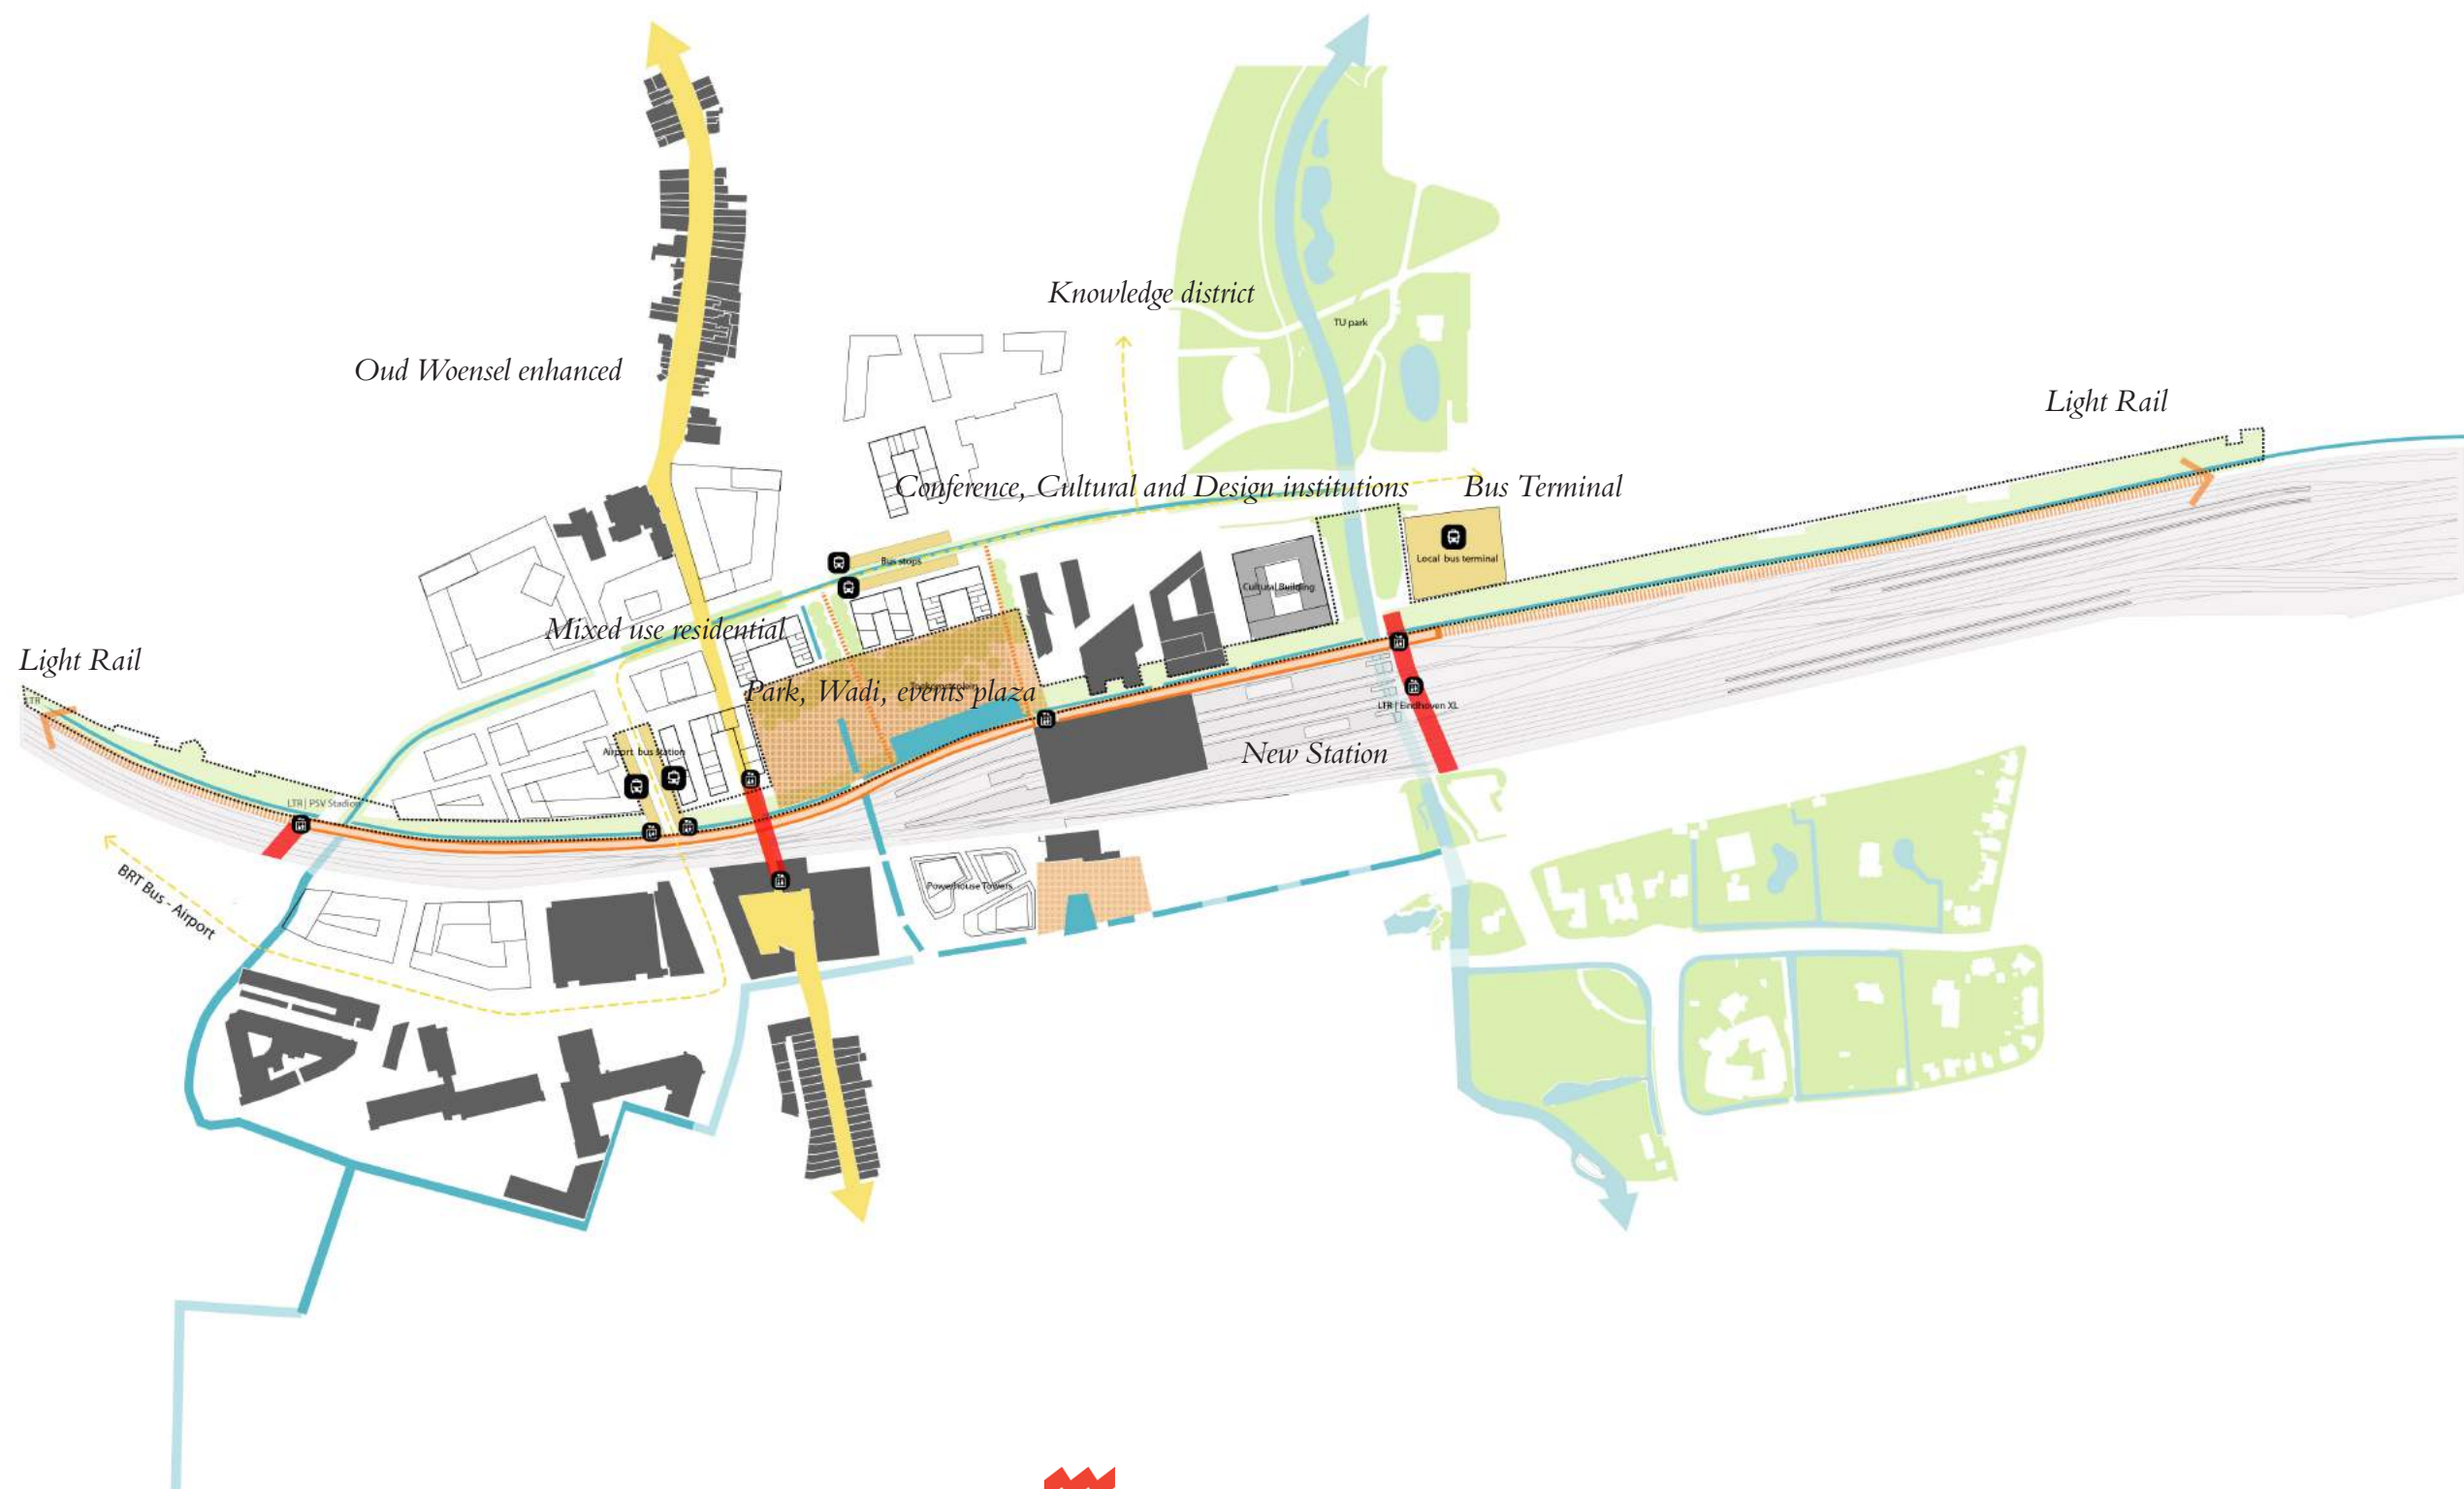 Knowledge district
TU park
Oud Woensel enhanced
Light Rail
Conference, Cultural and Design institutions
Bus Terminal
Bus stops
Local bus terminal
Cultural Building
Mixed use residential
Light Rail
Park, Wadi, events plaza
LTR
LTR | Eindhoven XL
Airport bus station
New Station
LTR | PSV Stadion
BRT Bus - Airport
Powerhouse Towers